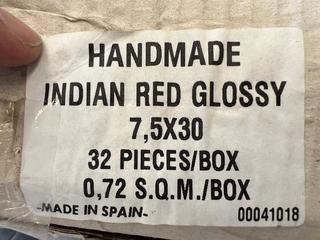 HANDMADE
INDIAN RED GLOSSY
7,5X30
32 PIECES/BOX
0,72 S.Q.M./BOX
-MADE IN SPAIN- 00041018